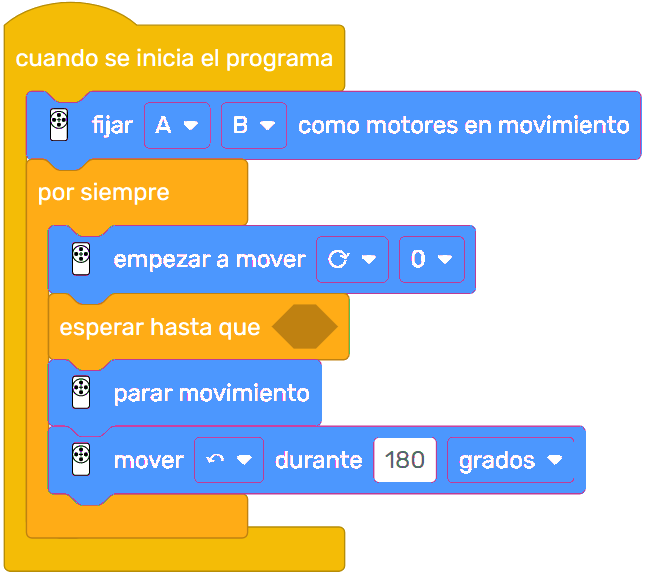 cuando se inicia el programa
fijar A B como motores en movimiento
por siempre
empezar a mover 0
esperar hasta que
parar movimiento
mover durante 180 grados